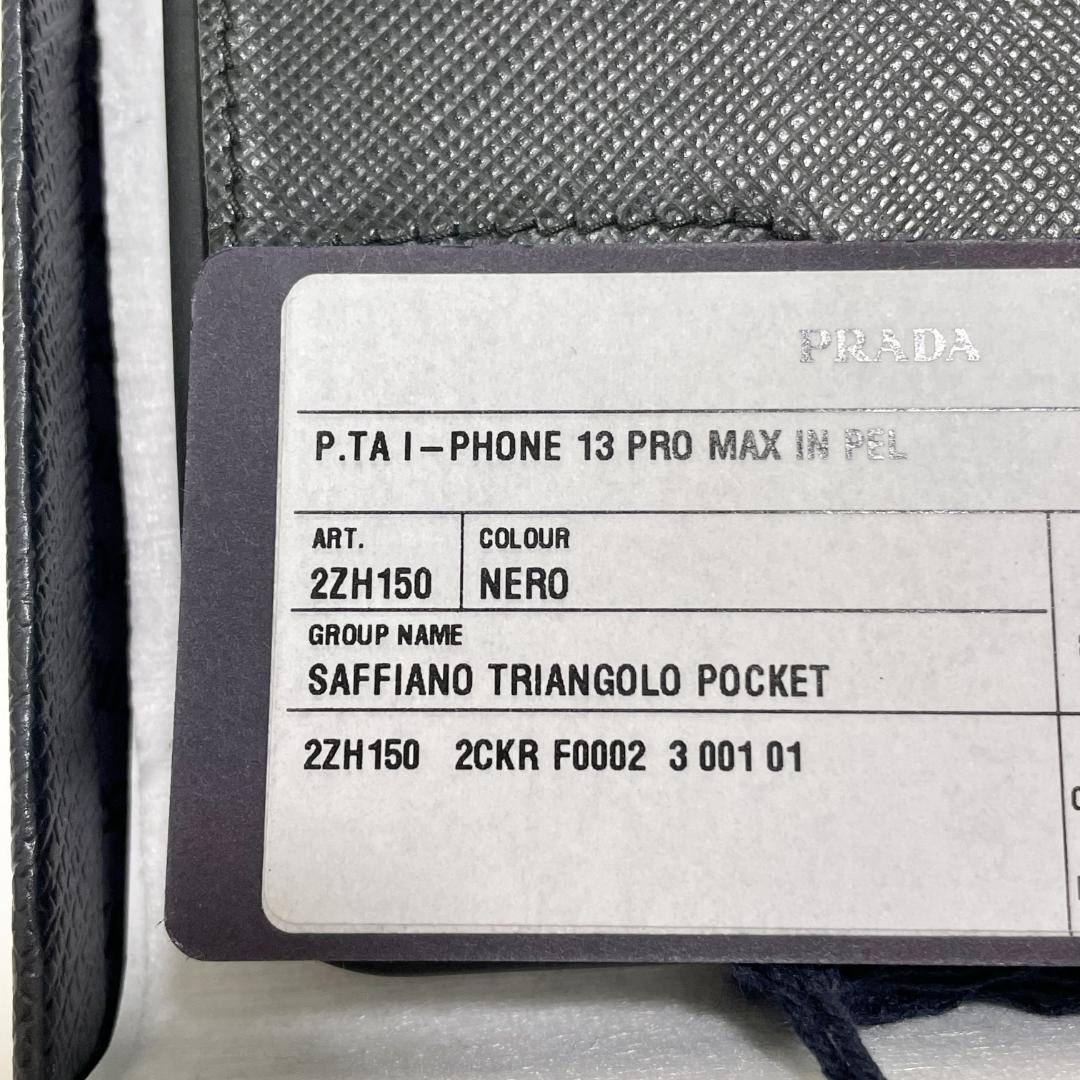 PRADA
P.TA I-PHONE 13 PRO MAX IN PEL
ART. COLOUR
2ZH150 NERO
GROUP NAME
SAFFIANO TRIANGOLO POCKET
2ZH150 2CKR F0002 3 001 01